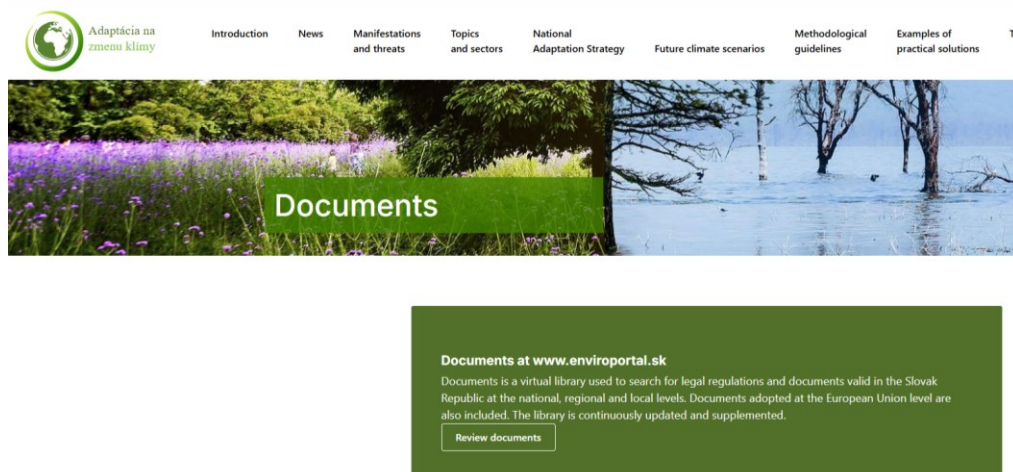 Adaptácia na
zmenu klímy
Introduction
News
Manifestations
and threats
Topics
and sectors
National
Adaptation Strategy
Future climate scenarios
Methodological
guidelines
Examples of
practical solutions
Documents
Documents at www.enviroportal.sk
Documents is a virtual library used to search for legal regulations and documents valid in the Slovak
Republic at the national, regional and local levels. Documents adopted at the European Union level are
also included. The library is continuously updated and supplemented.
Review documents